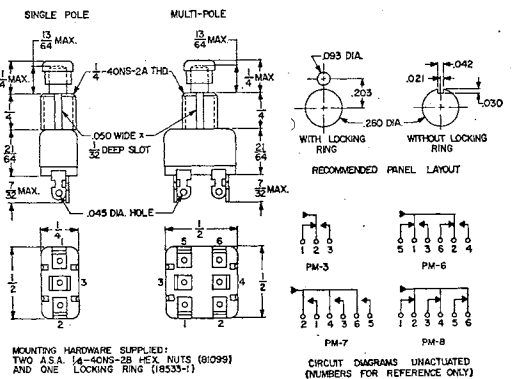 SINGLE POLE
MULTI-POLE
13/64 MAX.
13/64 MAX.
1/4 MAX.
1/4-40NS-2A THD.
1/4 MAX.
1/4
1/4
.050 WIDE X
1/32 DEEP SLOT
21/64
21/64
7/32 MAX.
7/32 MAX.
.045 DIA. HOLE
1/4
1/2
1/2
1
3
2
5 6
3 4
1 2
1/2
MOUNTING HARDWARE SUPPLIED:
TWO A.S.A. 1/4-40NS-2B HEX. NUTS (81099)
AND ONE LOCKING RING (18533-1)
.093 DIA.
.203
.260 DIA.
.042
.021
.030
WITH LOCKING RING
WITHOUT LOCKING RING
RECOMMENDED PANEL LAYOUT
1 2 3
PM-3
5 1 3 6 2 4
PM-6
2 1 4 3 6 5
PM-7
1 2 3 4 6 5
PM-8
CIRCUIT DIAGRAMS UNACTUATED
(NUMBERS FOR REFERENCE ONLY)